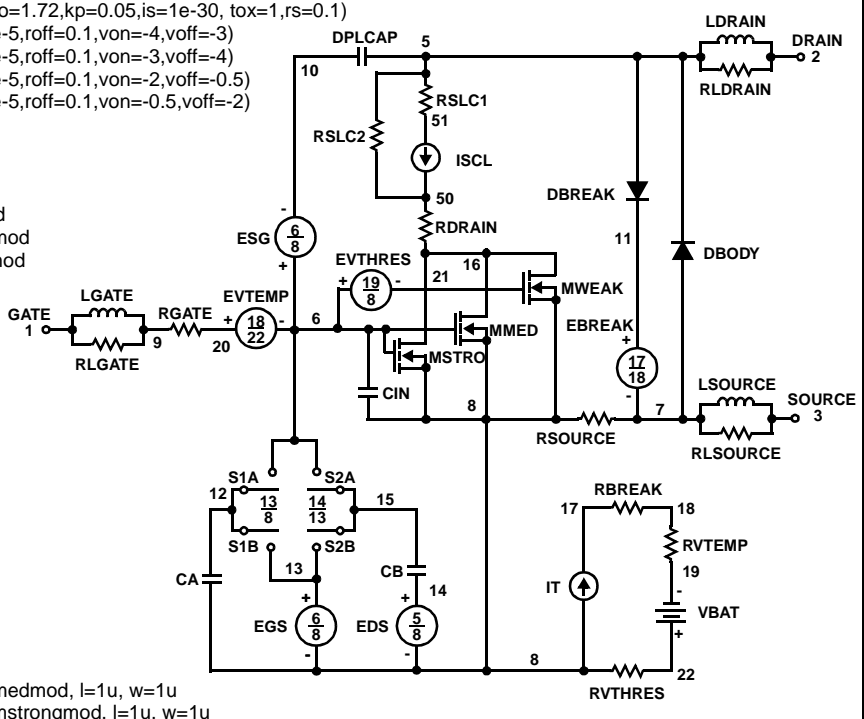 o=1.72,kp=0.05,is=1e-30, tox=1,rs=0.1)
e-5,roff=0.1,von=-4,voff=-3)
e-5,roff=0.1,von=-3,voff=-4)
e-5,roff=0.1,von=-2,voff=-0.5)
e-5,roff=0.1,von=-0.5,voff=-2)
d
mod
mod
LDRAIN
DPLCAP 5
DRAIN
2
10
RLDRAIN
RSLC1
51
RSLC2
ISCL
50
DBREAK
RDRAIN
- 
ESG 6
8
+
11
DBODY
EVTHRES
16
21
+ 19
8 -
MWEAK
LGATE
GATE
1
RGATE
EVTEMP
+ 18
22 -
6
9
20
RLGATE
MMED
MSTRO
EBREAK
+
17
18
-
CIN
LSOURCE
8
7
SOURCE
3
RSOURCE
RLSOURCE
S1A
S2A
12
13
8
14
13
15
S1B
S2B
13
RBREAK
17
18
RVTEMP
CA
CB
14
IT
19
-
VBAT
+
+
EGS 6
8
-
+
EDS 5
8
-
8
22
RVTHRES
medmod, l=1u, w=1u
mstrongmod, l=1u, w=1u